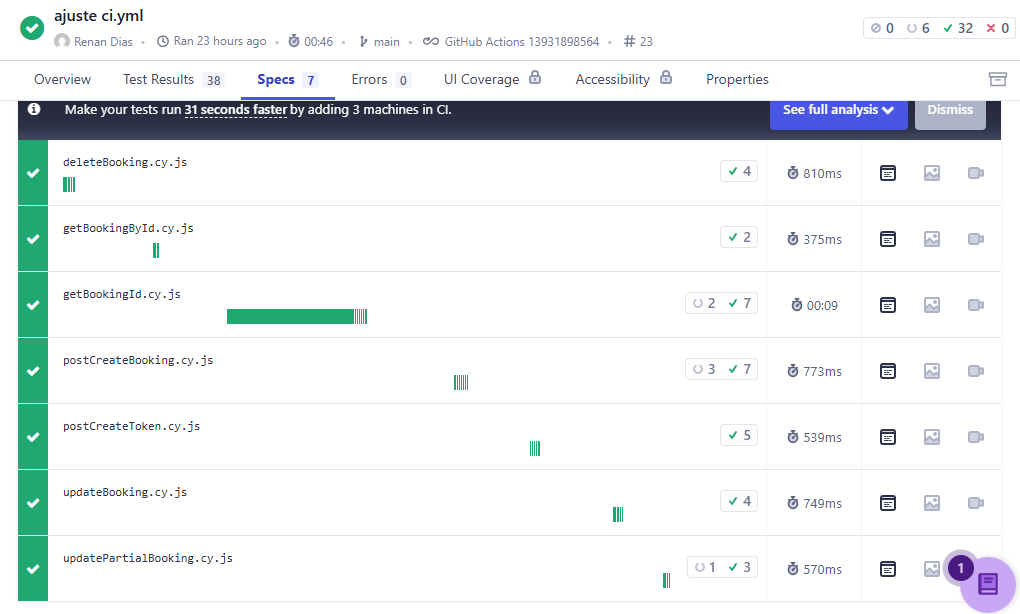 ajuste ci.yml
Renan Dias • Ran 23 hours ago • 00:46 • main • GitHub Actions 13931898564 • # 23
0 6 32 0
Overview Test Results 38 Specs 7 Errors 0 UI Coverage Accessibility Properties
Make your tests run 31 seconds faster by adding 3 machines in CI. See full analysis Dismiss
deleteBooking.cy.js 4 810ms
getBookingById.cy.js 2 375ms
getBookingId.cy.js 2 7 00:09
postCreateBooking.cy.js 3 7 773ms
postCreateToken.cy.js 5 539ms
updateBooking.cy.js 4 749ms
updatePartialBooking.cy.js 1 3 570ms
1